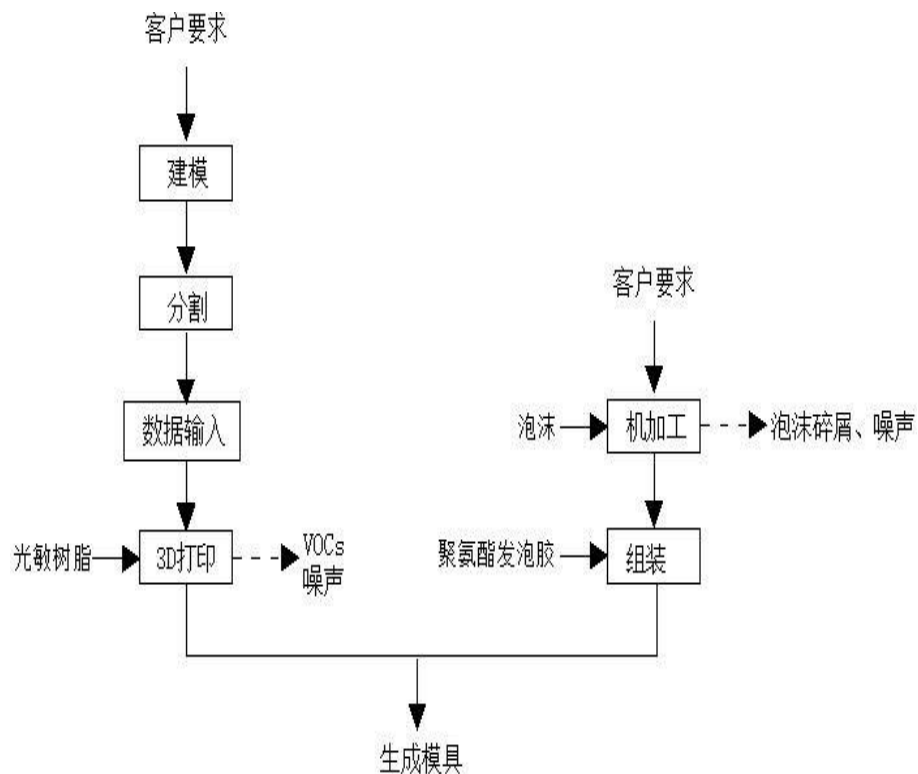 客户要求
建模
分割
数据输入
光敏树脂
3D打印
VOCs
噪声
客户要求
泡沫
机加工
泡沫碎屑、噪声
聚氨酯发泡胶
组装
生成模具